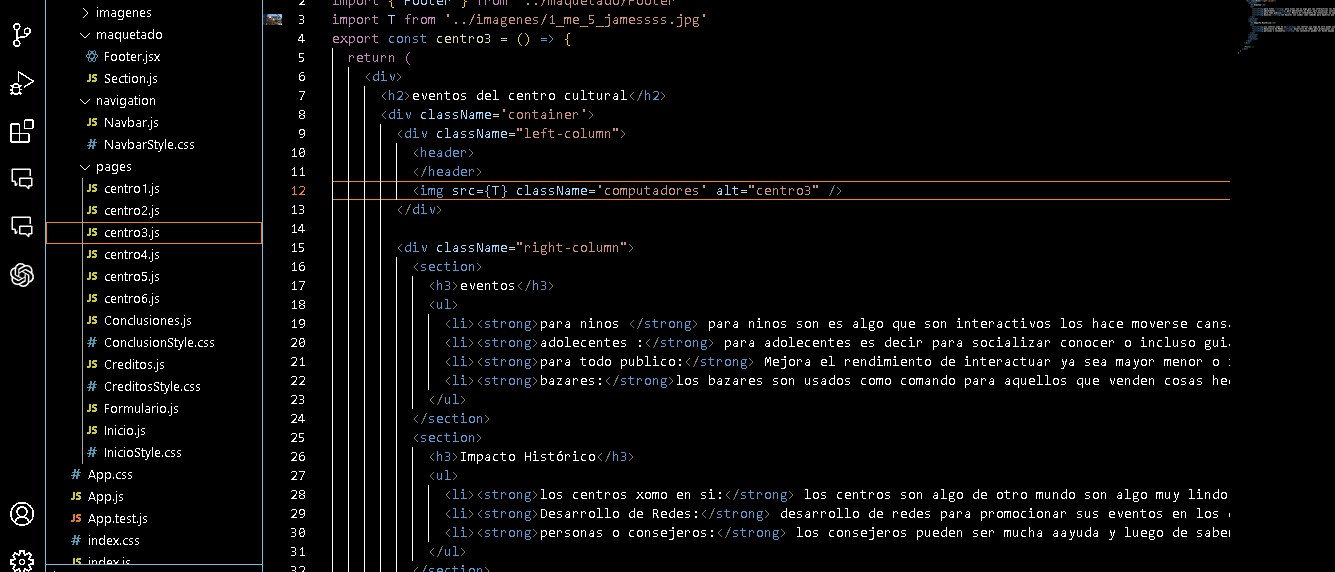 imagenes
maquetado
Footer.jsx
JS Section.js
navigation
JS Navbar.js
# NavbarStyle.css
pages
JS centro1.js
JS centro2.js
JS centro3.js
JS centro4.js
JS centro5.js
JS centro6.js
JS Conclusiones.js
# ConclusionStyle.css
JS Creditos.js
# CreditosStyle.css
JS Formulario.js
JS Inicio.js
# InicioStyle.css
# App.css
JS App.js
JS App.test.js
# index.css
JS index.js
2 import { Footer } from '../maquetado/Footer'
3 import T from '../imagenes/1_me_5_jamessss.jpg'
4 export const centro3 = () => {
5 return (
6 <div>
7 <h2>eventos del centro cultural</h2>
8 <div className='container'>
9 <div className="left-column">
10 <header>
11 </header>
12 <img src={T} className='computadores' alt="centro3" />
13 </div>
14
15 <div className="right-column">
16 <section>
17 <h3>eventos</h3>
18 <ul>
19 <li><strong>para ninos </strong> para ninos son es algo que son interactivos los hace moverse cans
20 <li><strong>adolecentes :</strong> para adolecentes es decir para socializar conocer o incluso gui
21 <li><strong>para todo publico:</strong> Mejora el rendimiento de interactuar ya sea mayor menor o
22 <li><strong>bazares:</strong>los bazares son usados como comando para aquellos que venden cosas he
23 </ul>
24 </section>
25 <section>
26 <h3>Impacto Histórico</h3>
27 <ul>
28 <li><strong>los centros xomo en si:</strong> los centros son algo de otro mundo son algo muy lindo
29 <li><strong>Desarrollo de Redes:</strong> desarrollo de redes para promocionar sus eventos en los
30 <li><strong>personas o consejeros:</strong> los consejeros pueden ser mucha aayuda y luego de sabe
31 </ul>
32 </section>